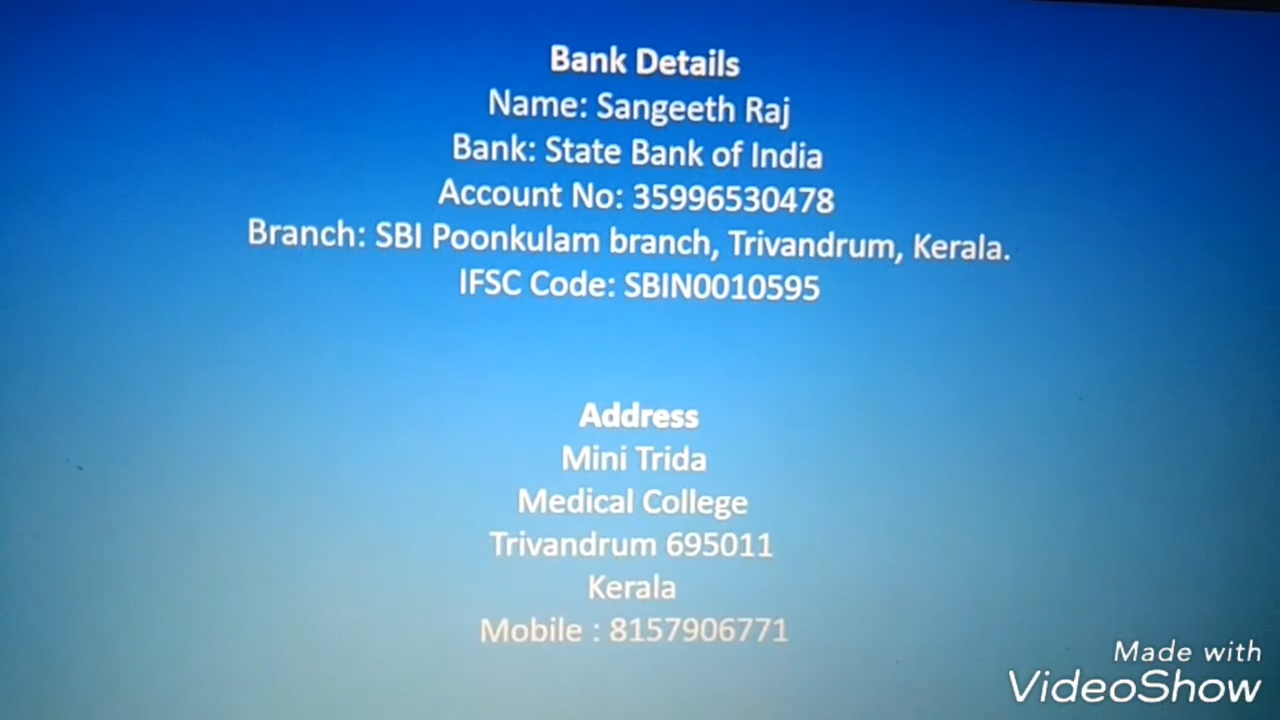 Bank Details
Name: Sangeeth Raj
Bank: State Bank of India
Account No: 35996530478
Branch: SBI Poonkulam branch, Trivandrum, Kerala.
IFSC Code: SBIN0010595
Address
Mini Trida
Medical College
Trivandrum 695011
Kerala
Mobile : 8157906771
Made with
VideoShow